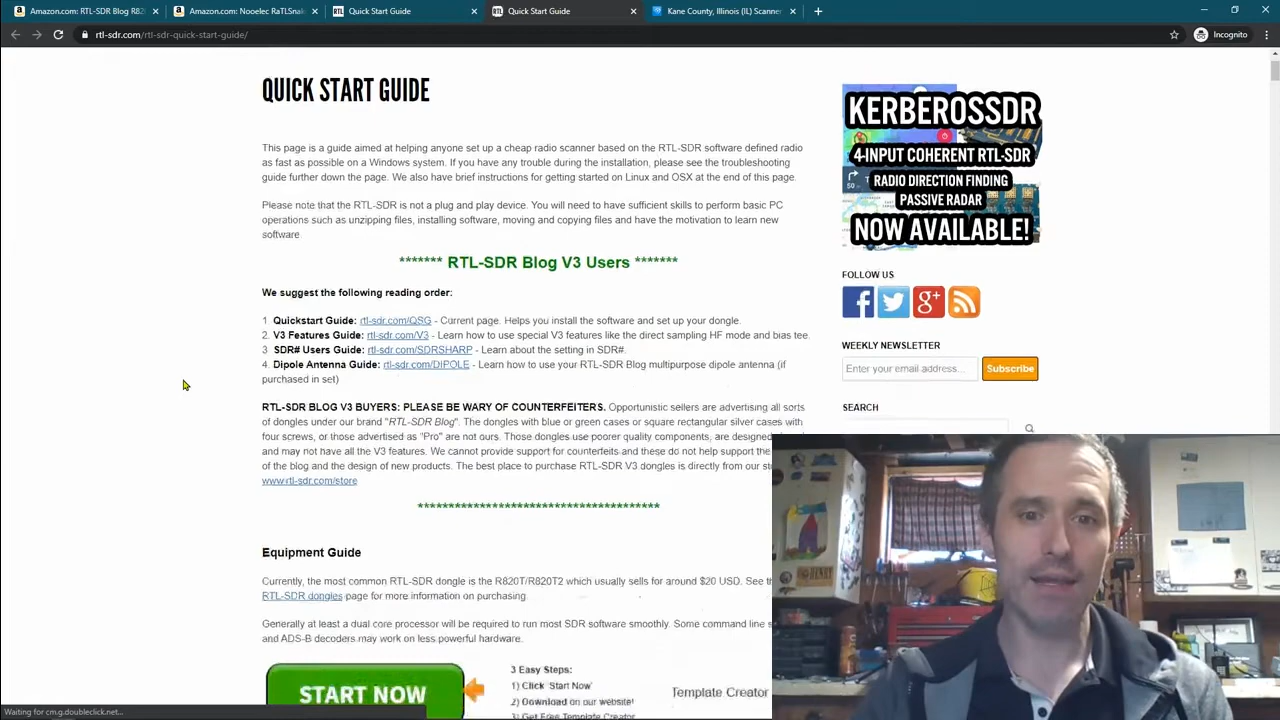 Amazon.com: RTL-SDR Blog R82
Amazon.com: Nooelec RaTLSnak
Quick Start Guide
Quick Start Guide
Kane County, Illinois (IL) Scanner
rtl-sdr.com/rtl-sdr-quick-start-guide/
Incognito
QUICK START GUIDE
This page is a guide aimed at helping anyone set up a cheap radio scanner based on the RTL-SDR software defined radio
as fast as possible on a Windows system. If you have any trouble during the installation, please see the troubleshooting
guide further down the page. We also have brief instructions for getting started on Linux and OSX at the end of this page.
Please note that the RTL-SDR is not a plug and play device. You will need to have sufficient skills to perform basic PC
operations such as unzipping files, installing software, moving and copying files and have the motivation to learn new
software.
******* RTL-SDR Blog V3 Users *******
We suggest the following reading order:
1. Quickstart Guide: rtl-sdr.com/QSG - Current page. Helps you install the software and set up your dongle.
2. V3 Features Guide: rtl-sdr.com/V3 - Learn how to use special V3 features like the direct sampling HF mode and bias tee.
3. SDR# Users Guide: rtl-sdr.com/SDRSHARP - Learn about the setting in SDR#.
4. Dipole Antenna Guide: rtl-sdr.com/DIPOLE - Learn how to use your RTL-SDR Blog multipurpose dipole antenna (if
purchased in set)
RTL-SDR BLOG V3 BUYERS: PLEASE BE WARY OF COUNTERFEITERS. Opportunistic sellers are advertising all sorts
of dongles under our brand "RTL-SDR Blog". The dongles with blue or green cases or square rectangular silver cases with
four screws, or those advertised as "Pro" are not ours. Those dongles use poorer quality components, are designed
and may not have all the V3 features. We cannot provide support for counterfeits and these do not help support the
of the blog and the design of new products. The best place to purchase RTL-SDR V3 dongles is directly from our st
www.rtl-sdr.com/store
**************************************
Equipment Guide
Currently, the most common RTL-SDR dongle is the R820T/R820T2 which usually sells for around $20 USD. See th
RTL-SDR dongles page for more information on purchasing.
Generally at least a dual core processor will be required to run most SDR software smoothly. Some command line s
and ADS-B decoders may work on less powerful hardware.
START NOW
3 Easy Steps:
1) Click 'Start Now'
2) Download on our website!
3) Get Free Template Creator
Template Creator
KERBEROSSDR
4-INPUT COHERENT RTL-SDR
RADIO DIRECTION FINDING
PASSIVE RADAR
NOW AVAILABLE!
50
FOLLOW US
WEEKLY NEWSLETTER
Enter your email address...
Subscribe
SEARCH
HENRY
Waiting for cm.g.doubleclick.net...